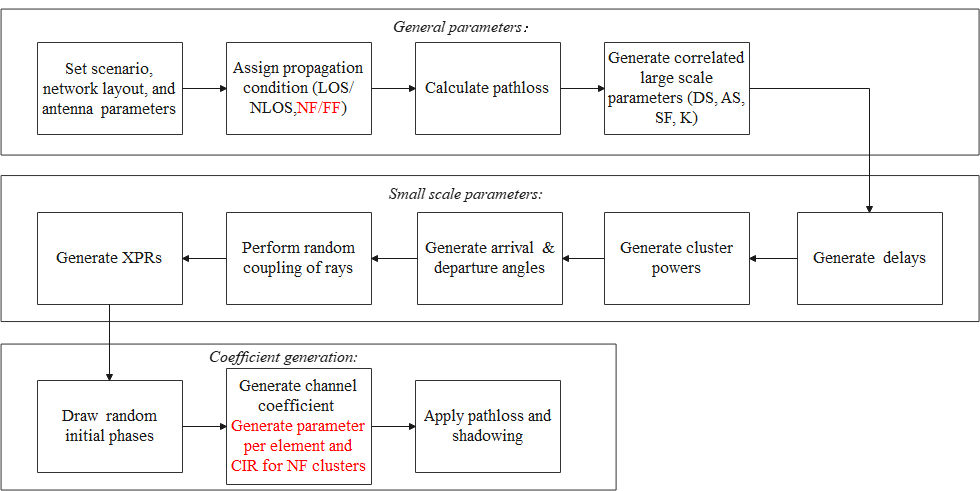 General parameters：
Set scenario,
network layout, and
antenna parameters
Assign propagation
condition (LOS/
NLOS,NF/FF)
Calculate pathloss
Generate correlated
large scale
parameters (DS, AS,
SF, K)
Small scale parameters:
Generate XPRs
Perform random
coupling of rays
Generate arrival &
departure angles
Generate cluster
powers
Generate delays
Coefficient generation:
Draw random
initial phases
Generate channel
coefficient
Generate parameter
per element and
CIR for NF clusters
Apply pathloss and
shadowing